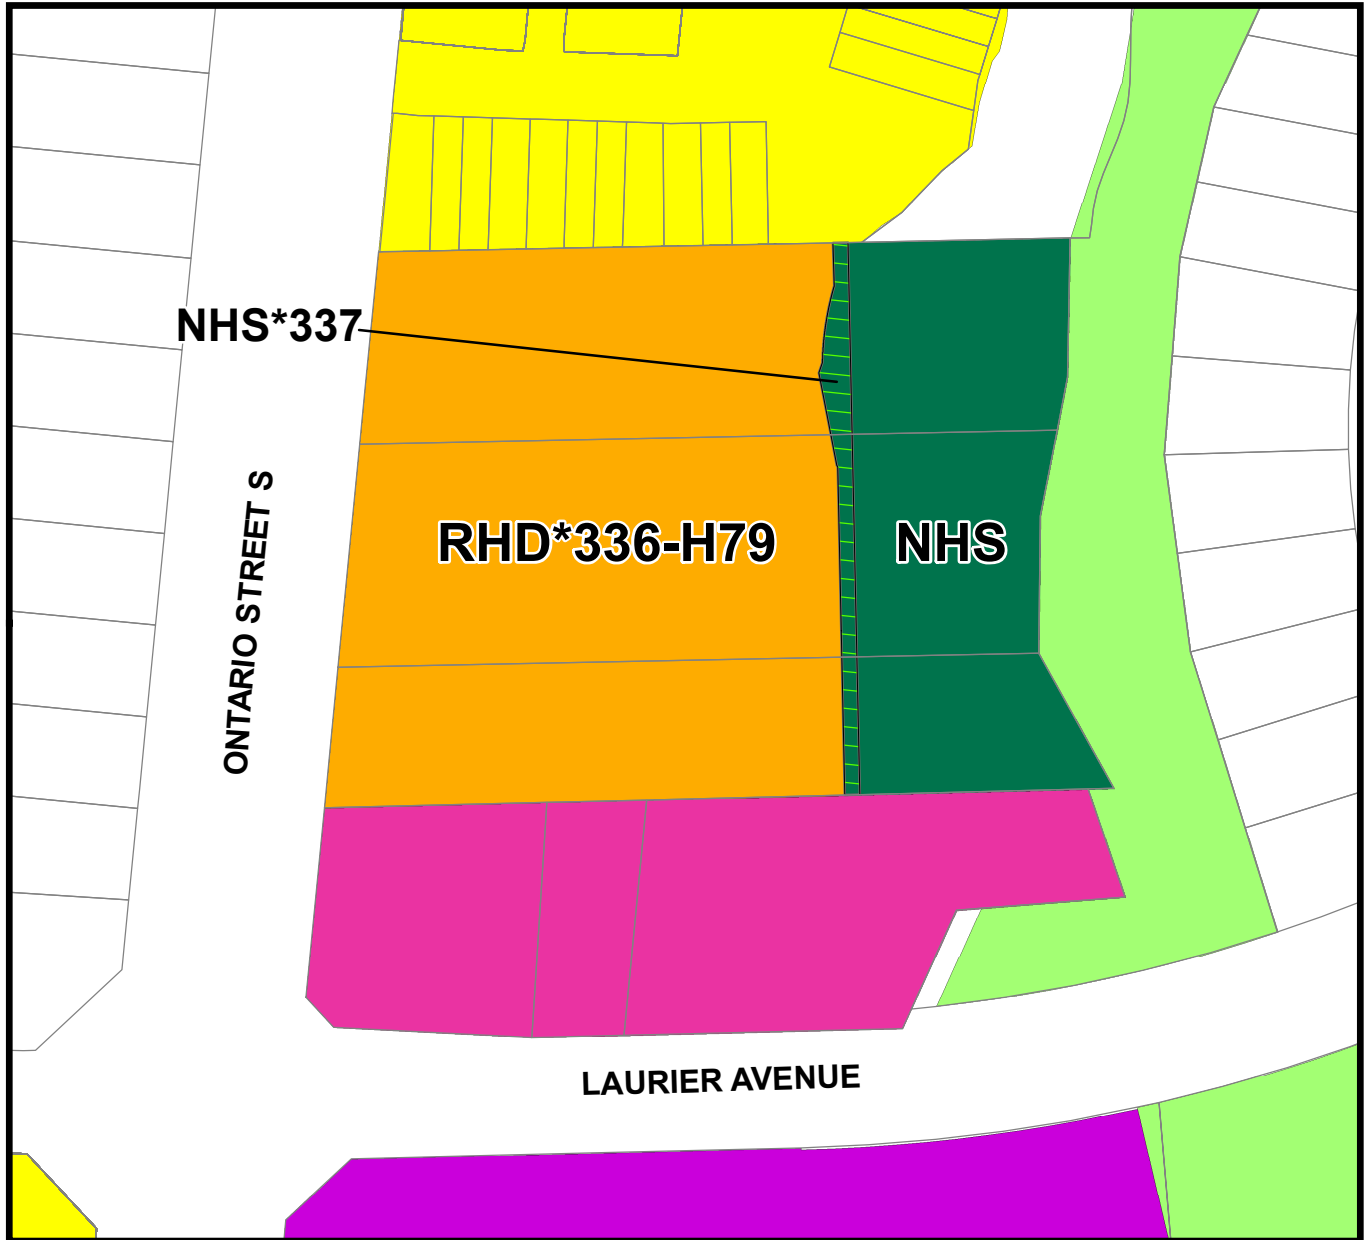 NHS*337
ONTARIO STREET S
RHD*336-H79
NHS
LAURIER AVENUE